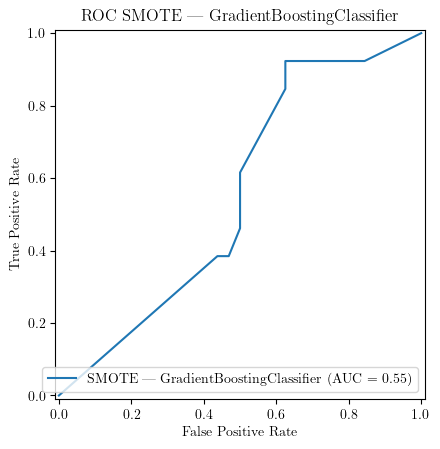 ROC SMOTE — GradientBoostingClassifier
1.0
0.8
0.6
0.4
0.2
0.0
True Positive Rate
SMOTE — GradientBoostingClassifier (AUC = 0.55)
0.0 0.2 0.4 0.6 0.8 1.0
False Positive Rate